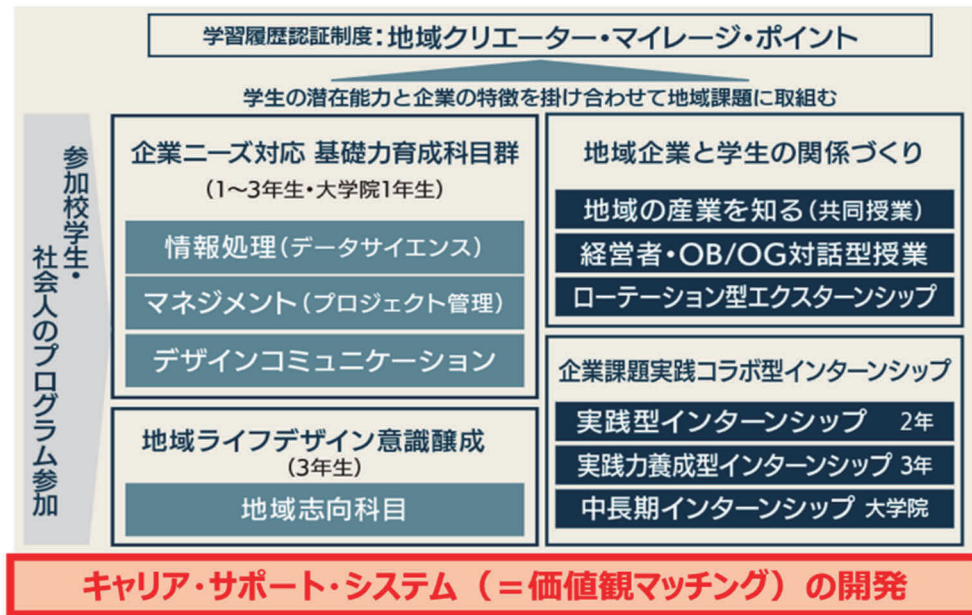 学習履歴認証制度:地域クリエーター・マイレージ・ポイント
学生の潜在能力と企業の特徴を掛け合わせて地域課題に取組む
参加校学生・
社会人のプログラム参加
企業ニーズ対応 基礎力育成科目群
(1～3年生・大学院1年生)
情報処理(データサイエンス)
マネジメント(プロジェクト管理)
デザインコミュニケーション
地域ライフデザイン意識醸成
(3年生)
地域志向科目
地域企業と学生の関係づくり
地域の産業を知る(共同授業)
経営者・OB/OG対話型授業
ローテーション型エクスターンシップ
企業課題実践コラボ型インターンシップ
実践型インターンシップ 2年
実践力養成型インターンシップ 3年
中長期インターンシップ 大学院
キャリア・サポート・システム（＝価値観マッチング）の開発